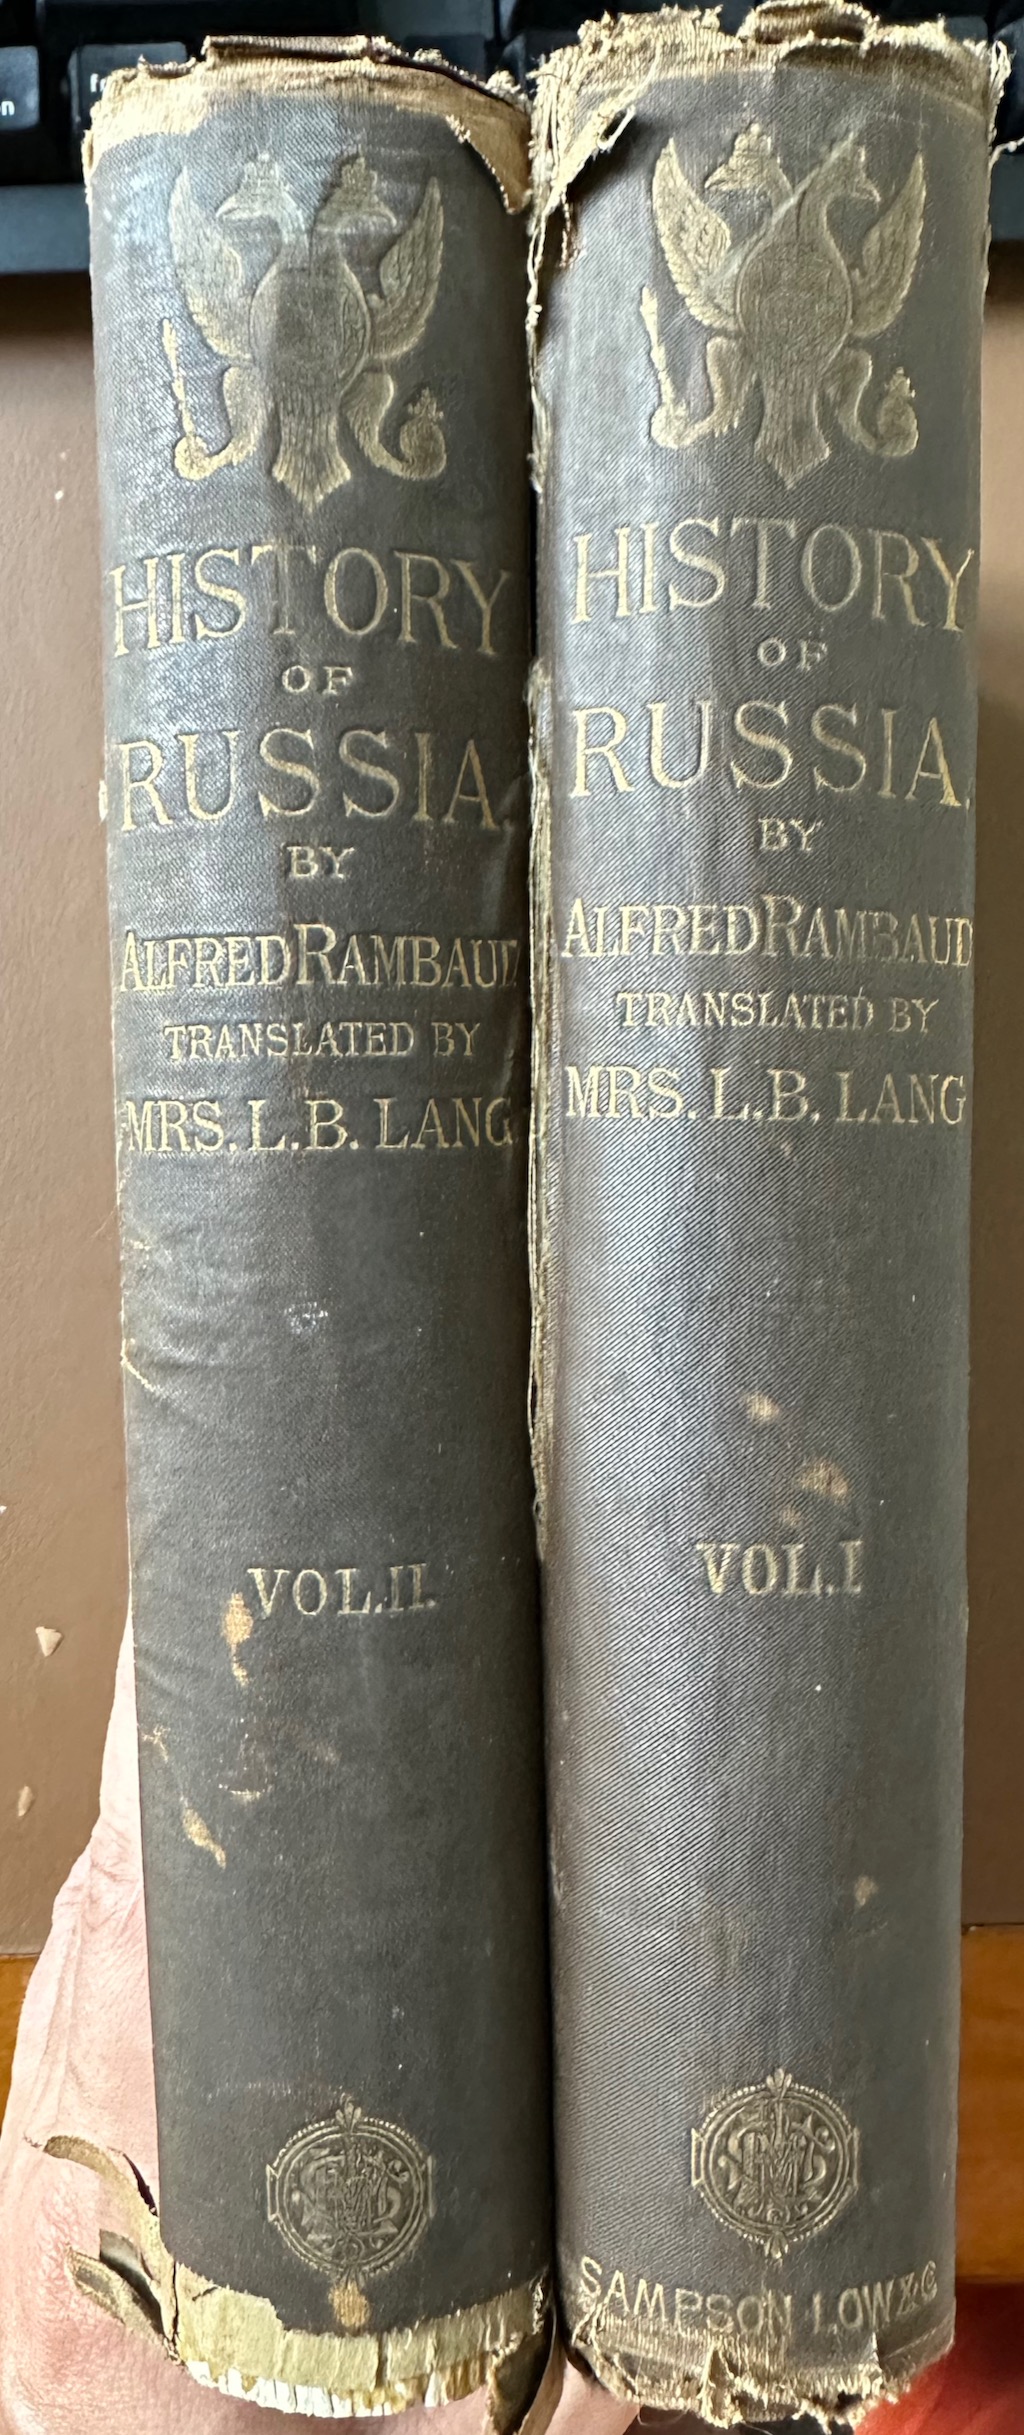 HISTORY
OF
RUSSIA.
BY
ALFRED RAMBAUD.
TRANSLATED BY
MRS. L. B. LANG
VOL. II.
HISTORY
OF
RUSSIA.
BY
ALFRED RAMBAUD
TRANSLATED BY
MRS. L. B. LANG
VOL. I
SAMPSON LOW & Co